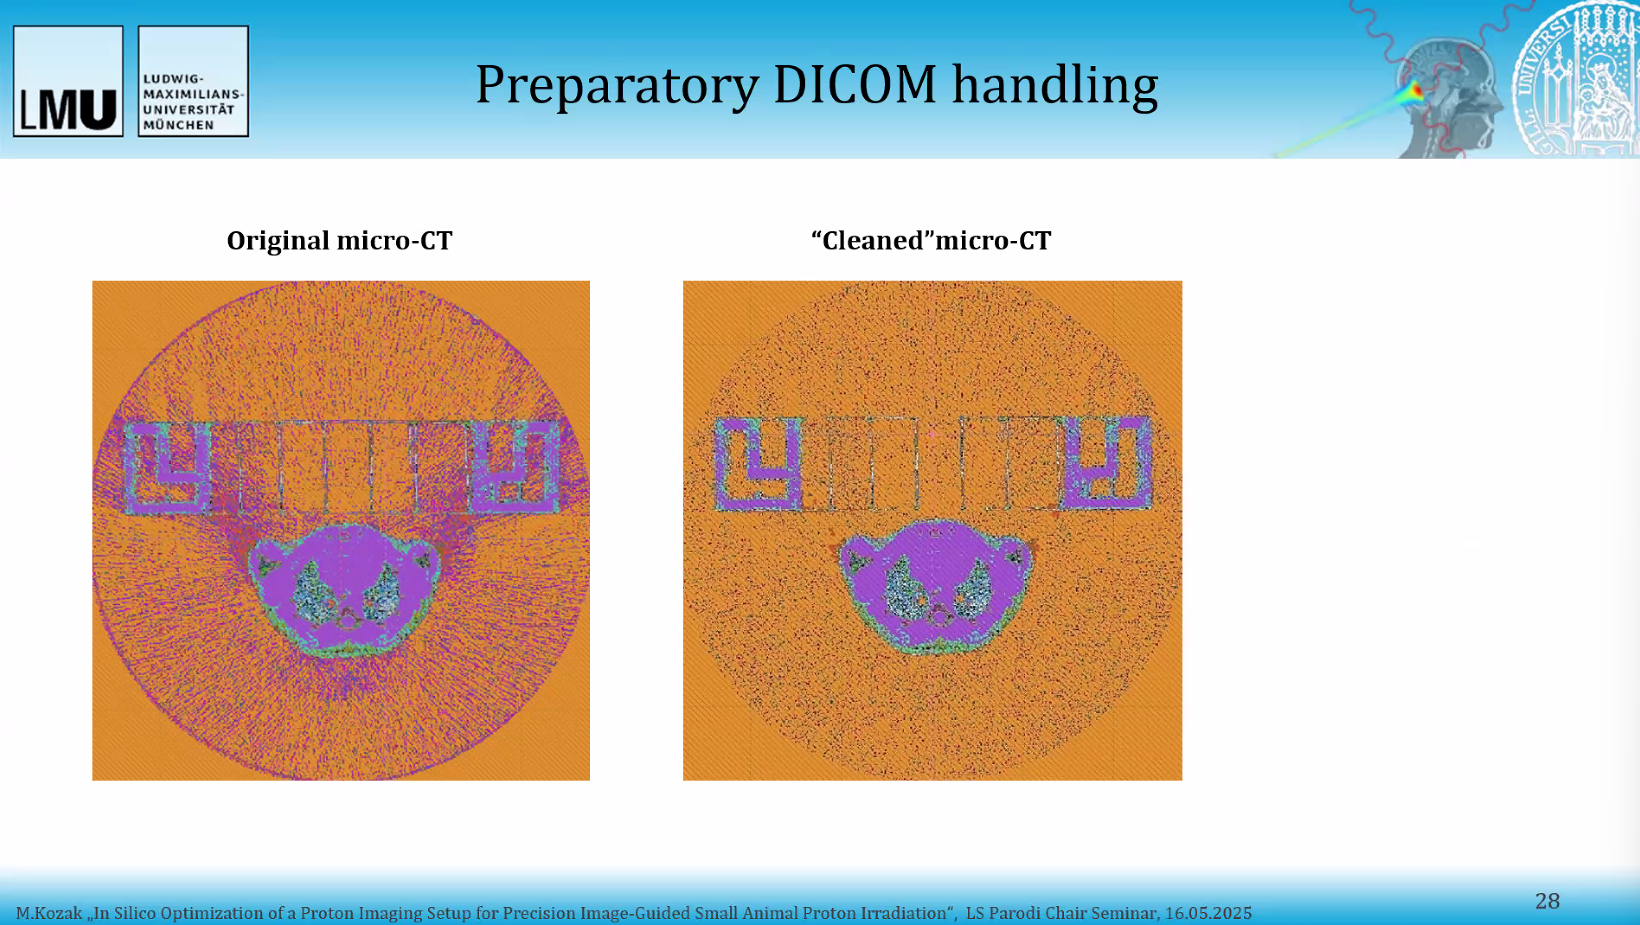 LMU
LUDWIG-
MAXIMILIANS-
UNIVERSITÄT
MÜNCHEN
Preparatory DICOM handling
Original micro-CT
“Cleaned”micro-CT
M.Kozak „In Silico Optimization of a Proton Imaging Setup for Precision Image-Guided Small Animal Proton Irradiation“, LS Parodi Chair Seminar, 16.05.2025
28